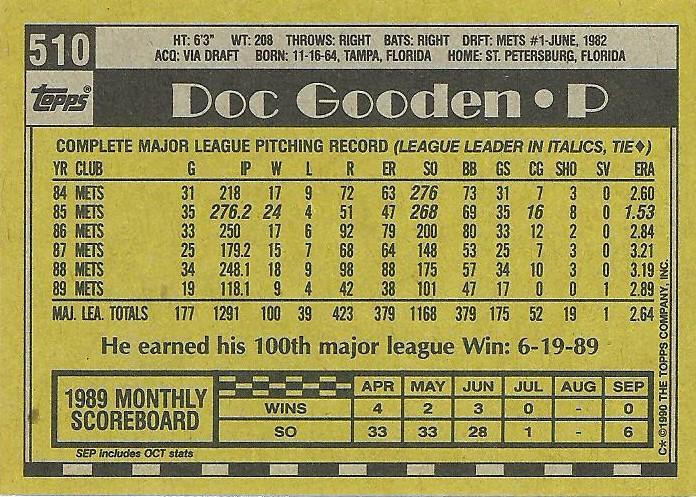 510
HT: 6'3" WT: 208 THROWS: RIGHT BATS: RIGHT DRFT: METS #1-JUNE, 1982
ACQ: VIA DRAFT BORN: 11-16-64, TAMPA, FLORIDA HOME: ST. PETERSBURG, FLORIDA
Topps®
Doc Gooden • P
COMPLETE MAJOR LEAGUE PITCHING RECORD (LEAGUE LEADER IN ITALICS, TIE♦)
YR CLUB G IP W L R ER SO BB GS CG SHO SV ERA
84 METS 31 218 17 9 72 63 276 73 31 7 3 0 2.60
85 METS 35 276.2 24 4 51 47 268 69 35 16 8 0 1.53
86 METS 33 250 17 6 92 79 200 80 33 12 2 0 2.84
87 METS 25 179.2 15 7 68 64 148 53 25 7 3 0 3.21
88 METS 34 248.1 18 9 98 88 175 57 34 10 3 0 3.19
89 METS 19 118.1 9 4 42 38 101 47 17 0 0 1 2.89
MAJ. LEA. TOTALS 177 1291 100 39 423 379 1168 379 175 52 19 1 2.64
He earned his 100th major league Win: 6-19-89
1989 MONTHLY
SCOREBOARD
APR MAY JUN JUL AUG SEP
WINS 4 2 3 0 - 0
SO 33 33 28 1 - 6
SEP includes OCT stats
C* ©1990 THE TOPPS COMPANY, INC.